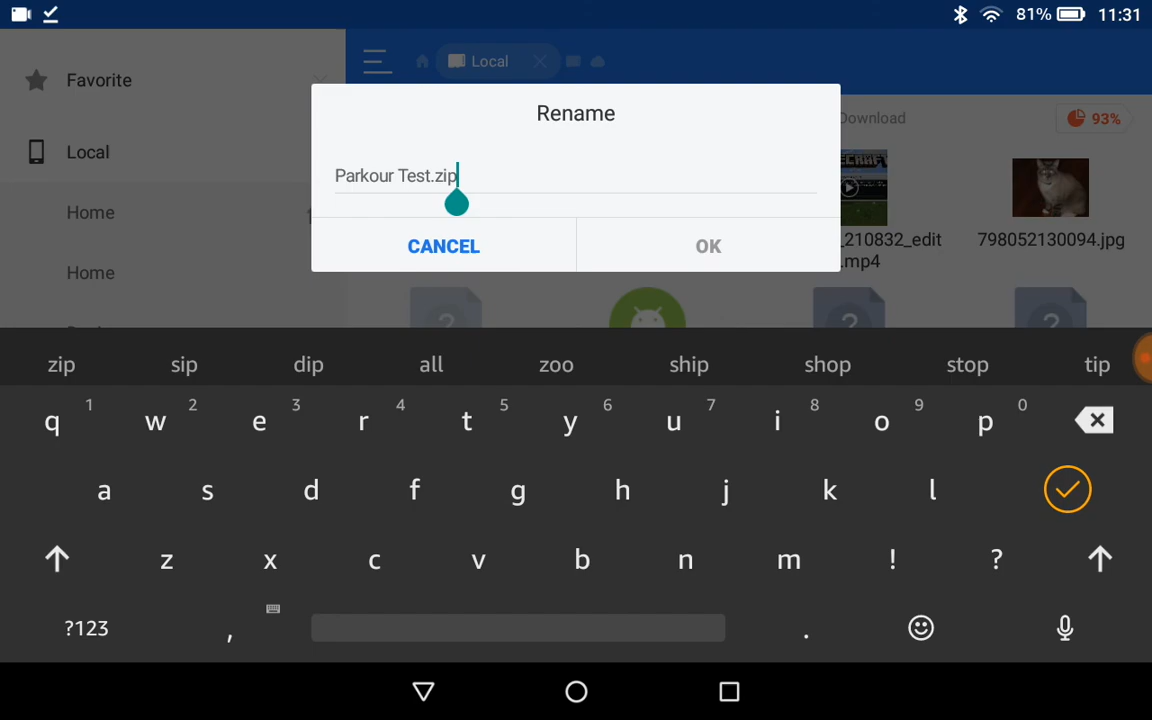 81% 11:31
Favorite
Local
Download
93%
Rename
Parkour Test.zip
Local
Home
CANCEL
OK
_210832_edit
.mp4
798052130094.jpg
Home
zip sip dip all zoo ship shop stop tip
1 2 3 4 5 6 7 8 9 0
q w e r t y u i o p
a s d f g h j k l
z x c v b n m ! ?
?123 , .